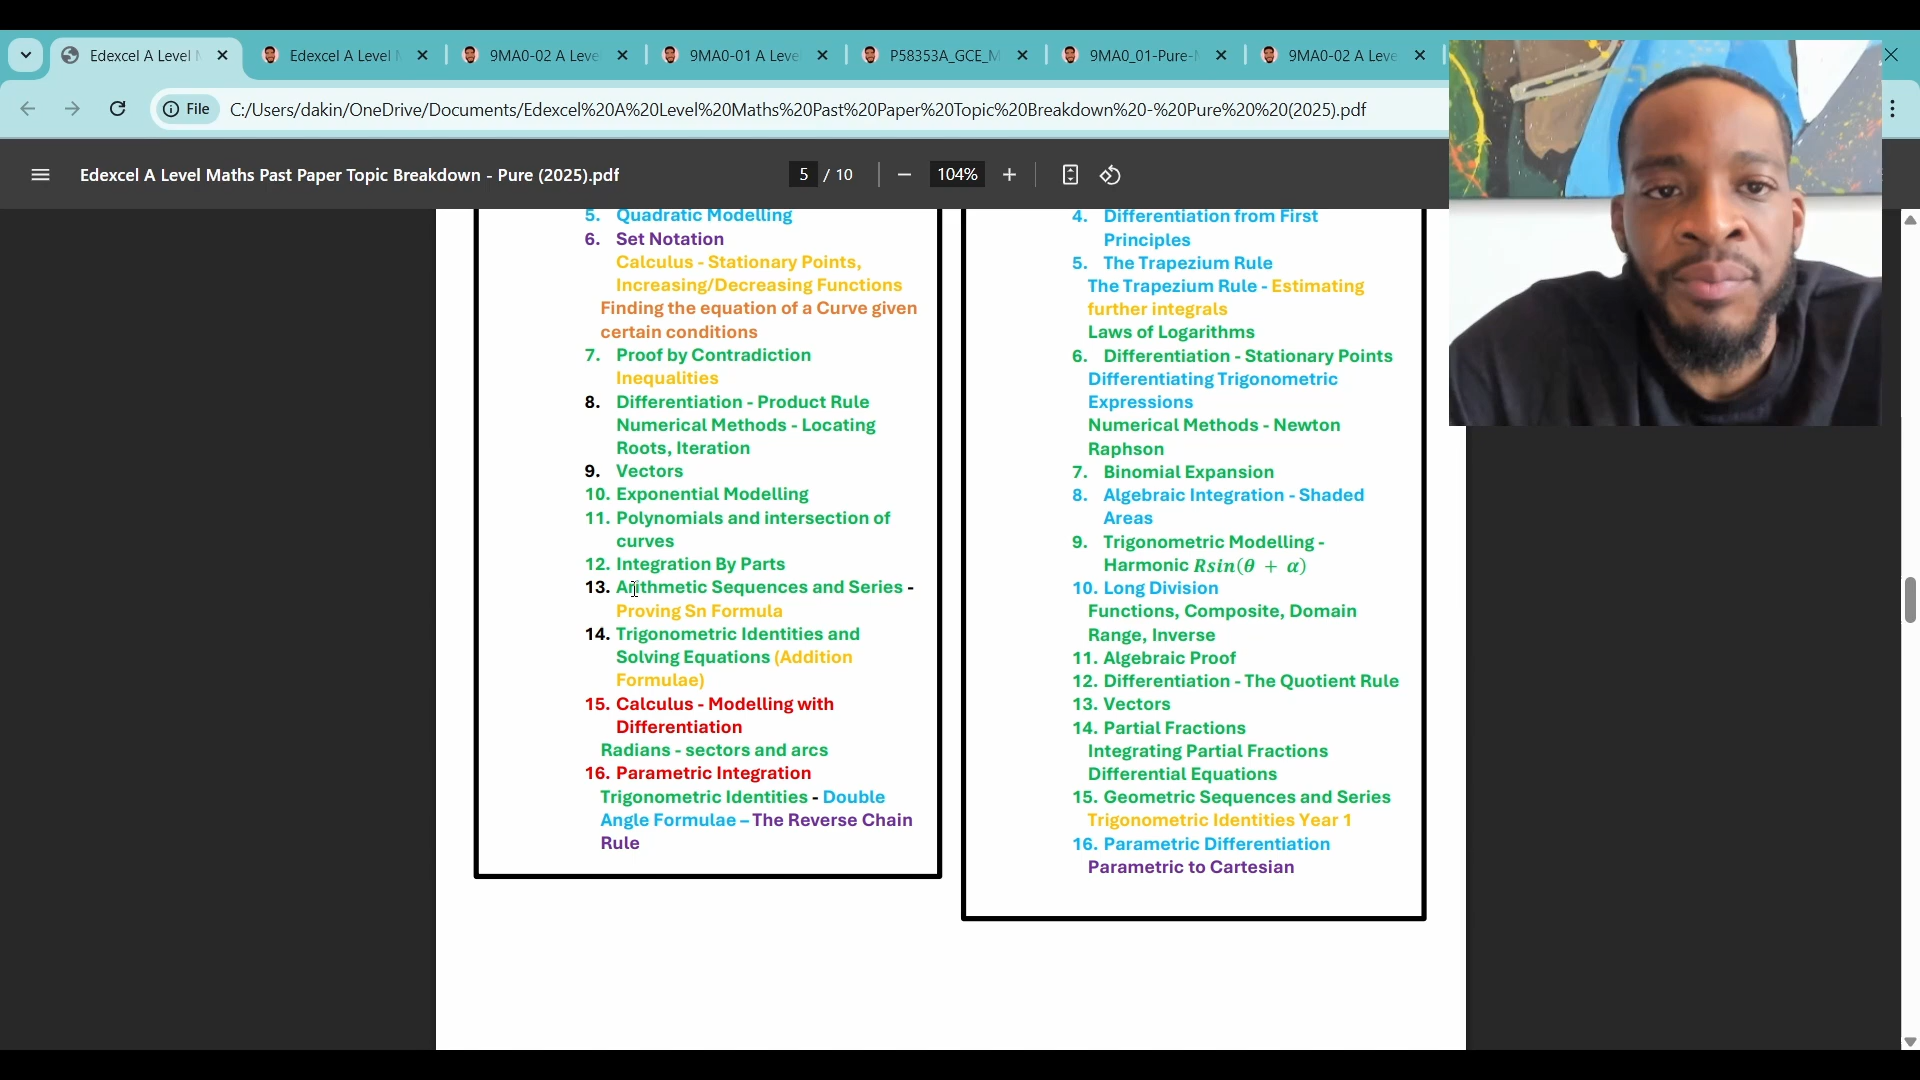 Edexcel A Level M
Edexcel A Level
9MA0-02 A Leve
9MA0-01 A Leve
P58353A_GCE_M
9MA0_01-Pure-
9MA0-02 A Leve
File
C:/Users/dakin/OneDrive/Documents/Edexcel%20A%20Level%20Maths%20Past%20Paper%20Topic%20Breakdown%20-%20Pure%20%20(2025).pdf
Edexcel A Level Maths Past Paper Topic Breakdown - Pure (2025).pdf
5 / 10
104%
5. Quadratic Modelling
6. Set Notation
Calculus - Stationary Points,
Increasing/Decreasing Functions
Finding the equation of a Curve given
certain conditions
7. Proof by Contradiction
Inequalities
8. Differentiation - Product Rule
Numerical Methods - Locating
Roots, Iteration
9. Vectors
10. Exponential Modelling
11. Polynomials and intersection of
curves
12. Integration By Parts
13. Arithmetic Sequences and Series -
Proving Sn Formula
14. Trigonometric Identities and
Solving Equations (Addition
Formulae)
15. Calculus - Modelling with
Differentiation
Radians - sectors and arcs
16. Parametric Integration
Trigonometric Identities - Double
Angle Formulae – The Reverse Chain
Rule
4. Differentiation from First
Principles
5. The Trapezium Rule
The Trapezium Rule - Estimating
further integrals
Laws of Logarithms
6. Differentiation - Stationary Points
Differentiating Trigonometric
Expressions
Numerical Methods - Newton
Raphson
7. Binomial Expansion
8. Algebraic Integration - Shaded
Areas
9. Trigonometric Modelling -
Harmonic Rsin(θ + α)
10. Long Division
Functions, Composite, Domain
Range, Inverse
11. Algebraic Proof
12. Differentiation - The Quotient Rule
13. Vectors
14. Partial Fractions
Integrating Partial Fractions
Differential Equations
15. Geometric Sequences and Series
Trigonometric Identities Year 1
16. Parametric Differentiation
Parametric to Cartesian